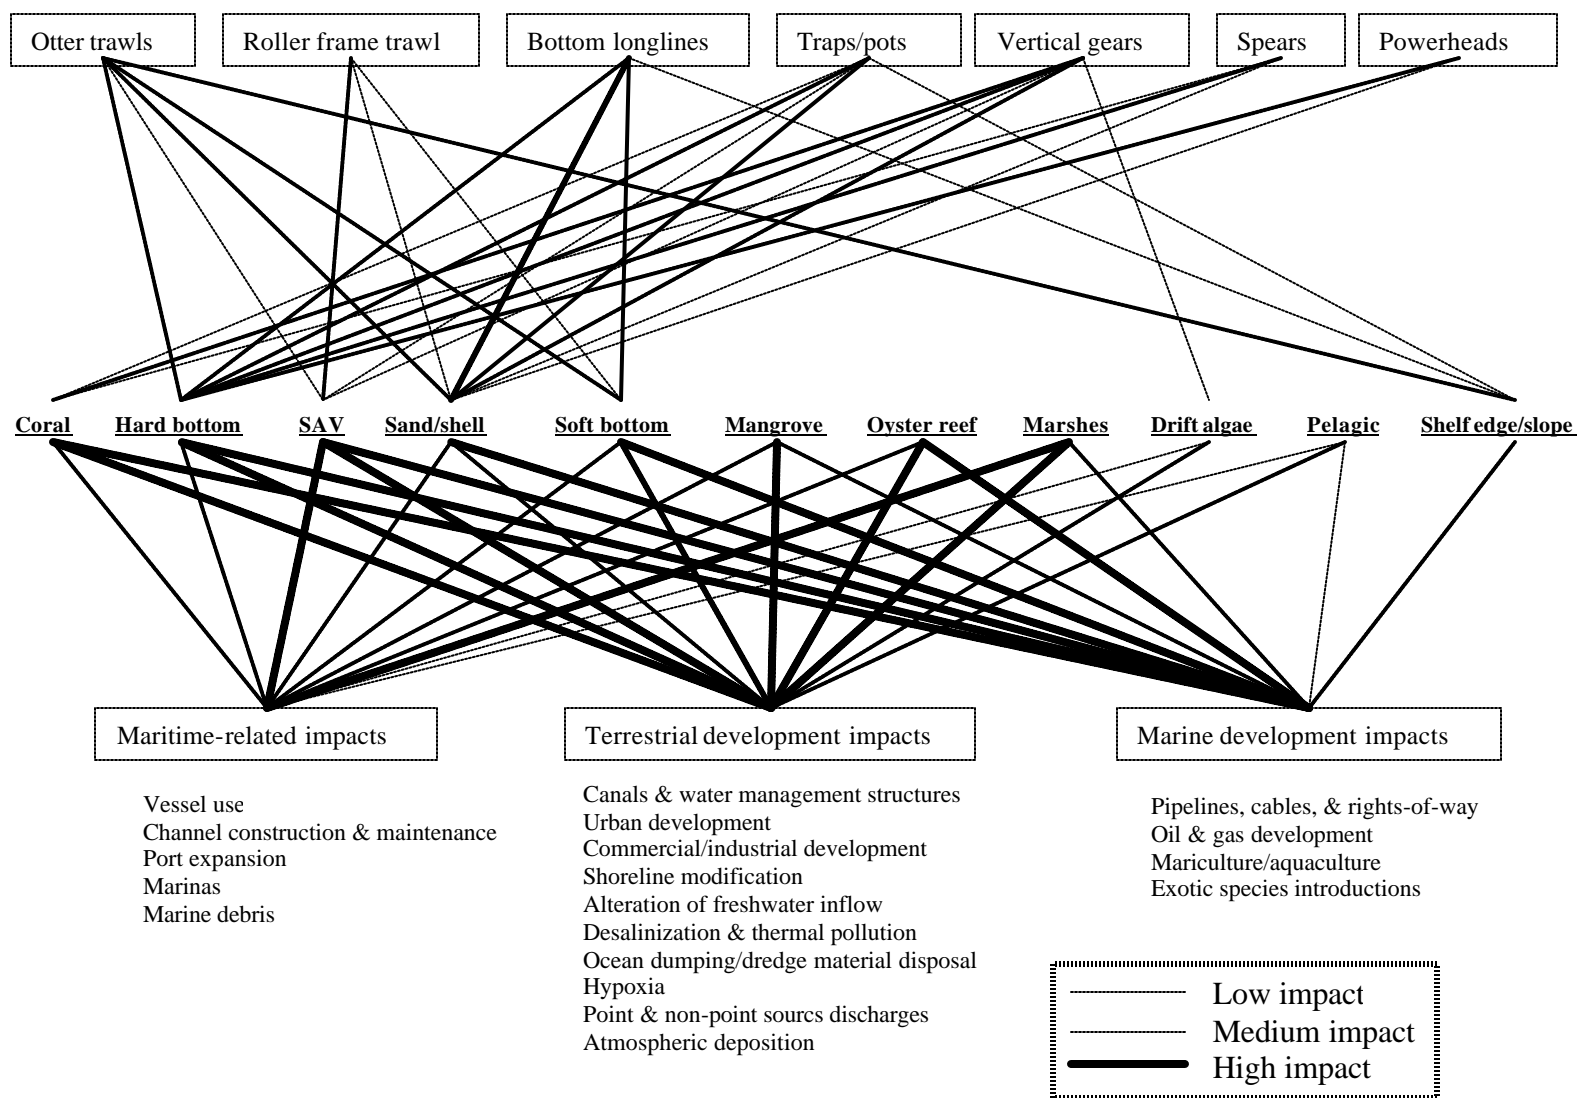 Otter trawls
Roller frame trawl
Bottom longlines
Traps/pots
Vertical gears
Spears
Powerheads
Coral
Hard bottom
SAV
Sand/shell
Soft bottom
Mangrove
Oyster reef
Marshes
Drift algae
Pelagic
Shelf edge/slope
Maritime-related impacts
Terrestrial development impacts
Marine development impacts
Vessel use
Channel construction & maintenance
Port expansion
Marinas
Marine debris
Canals & water management structures
Urban development
Commercial/industrial development
Shoreline modification
Alteration of freshwater inflow
Desalinization & thermal pollution
Ocean dumping/dredge material disposal
Hypoxia
Point & non-point sourcs discharges
Atmospheric deposition
Pipelines, cables, & rights-of-way
Oil & gas development
Mariculture/aquaculture
Exotic species introductions
Low impact
Medium impact
High impact